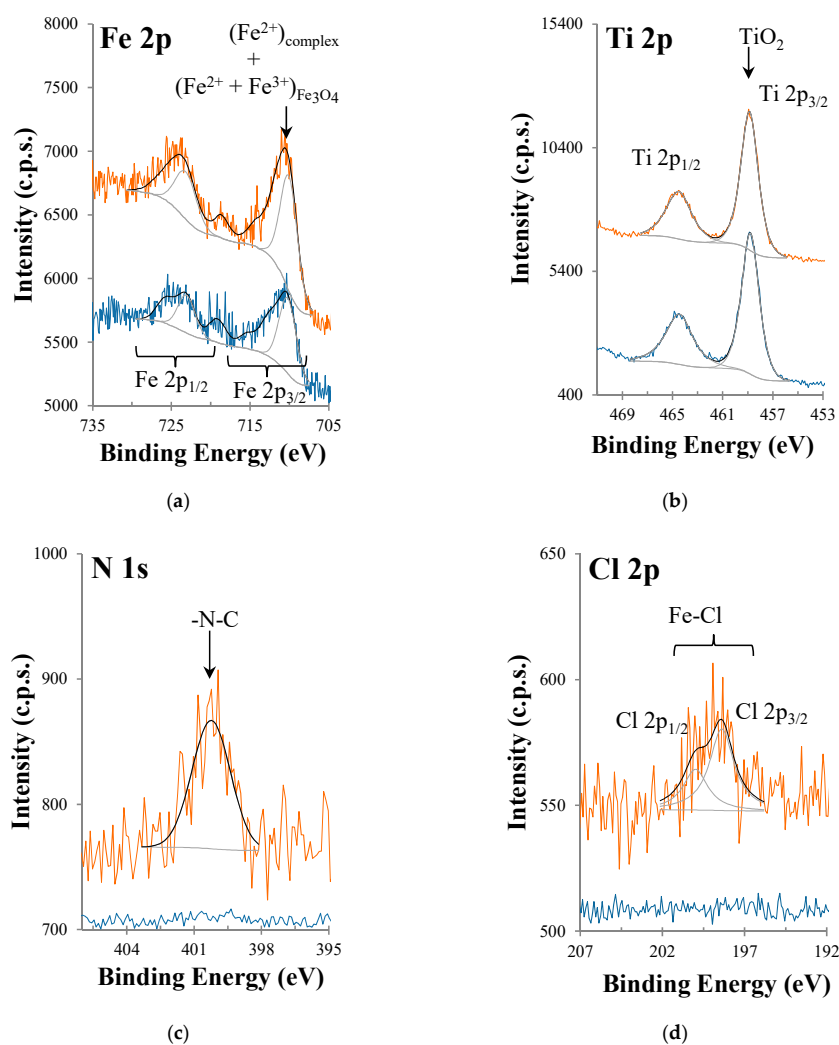 Fe 2p
(Fe²⁺)complex
+
(Fe²⁺ + Fe³⁺)Fe₃O₄
8000
7500
7000
6500
6000
5500
5000
Intensity (c.p.s.)
Fe 2p₁/₂
Fe 2p₃/₂
735 725 715 705
Binding Energy (eV)
(a)
Ti 2p
TiO₂
Ti 2p₃/₂
Ti 2p₁/₂
15400
10400
5400
400
Intensity (c.p.s.)
469 465 461 457 453
Binding Energy (eV)
(b)
N 1s
-N-C
1000
900
800
700
Intensity (c.p.s.)
404 401 398 395
Binding Energy (eV)
(c)
Cl 2p
Fe-Cl
Cl 2p₁/₂
Cl 2p₃/₂
650
600
550
500
Intensity (c.p.s.)
207 202 197 192
Binding Energy (eV)
(d)